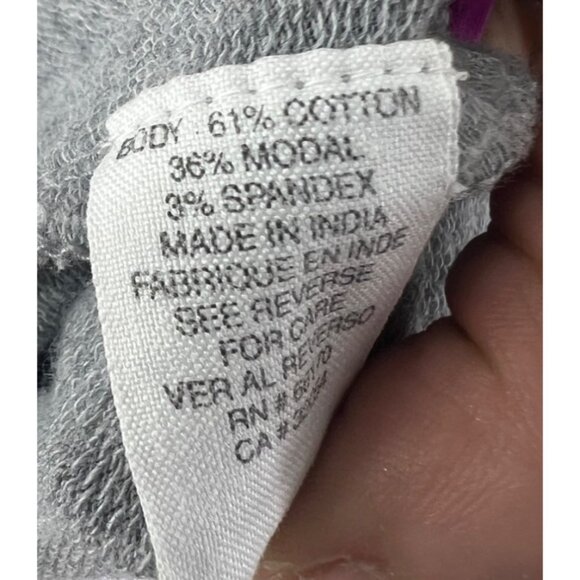 BODY : 61% COTTON
36% MODAL
3% SPANDEX
MADE IN INDIA
FABRIQUE EN INDE
SEE REVERSE
FOR CARE
VER AL REVERSO
RN #
CA #